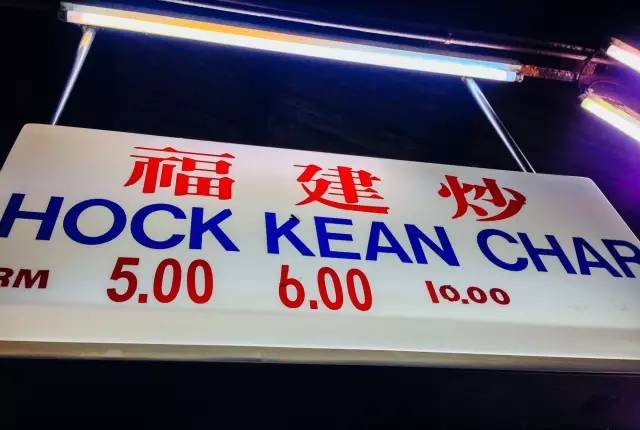 福建炒
HOCK KEAN CHAR
RM 5.00 6.00 10.00